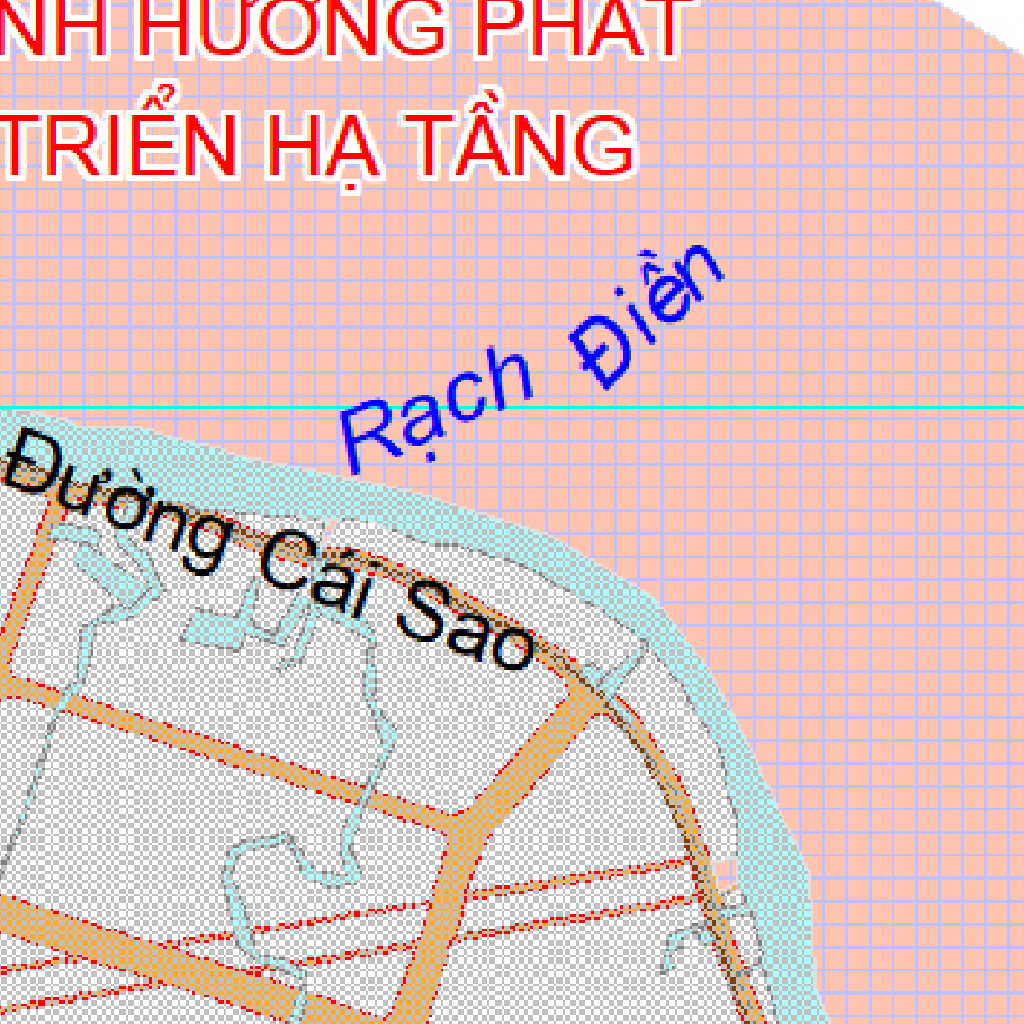 NH HƯỚNG PHÁT
TRIỂN HẠ TẦNG
Rạch Điền
Đường Cái Sao